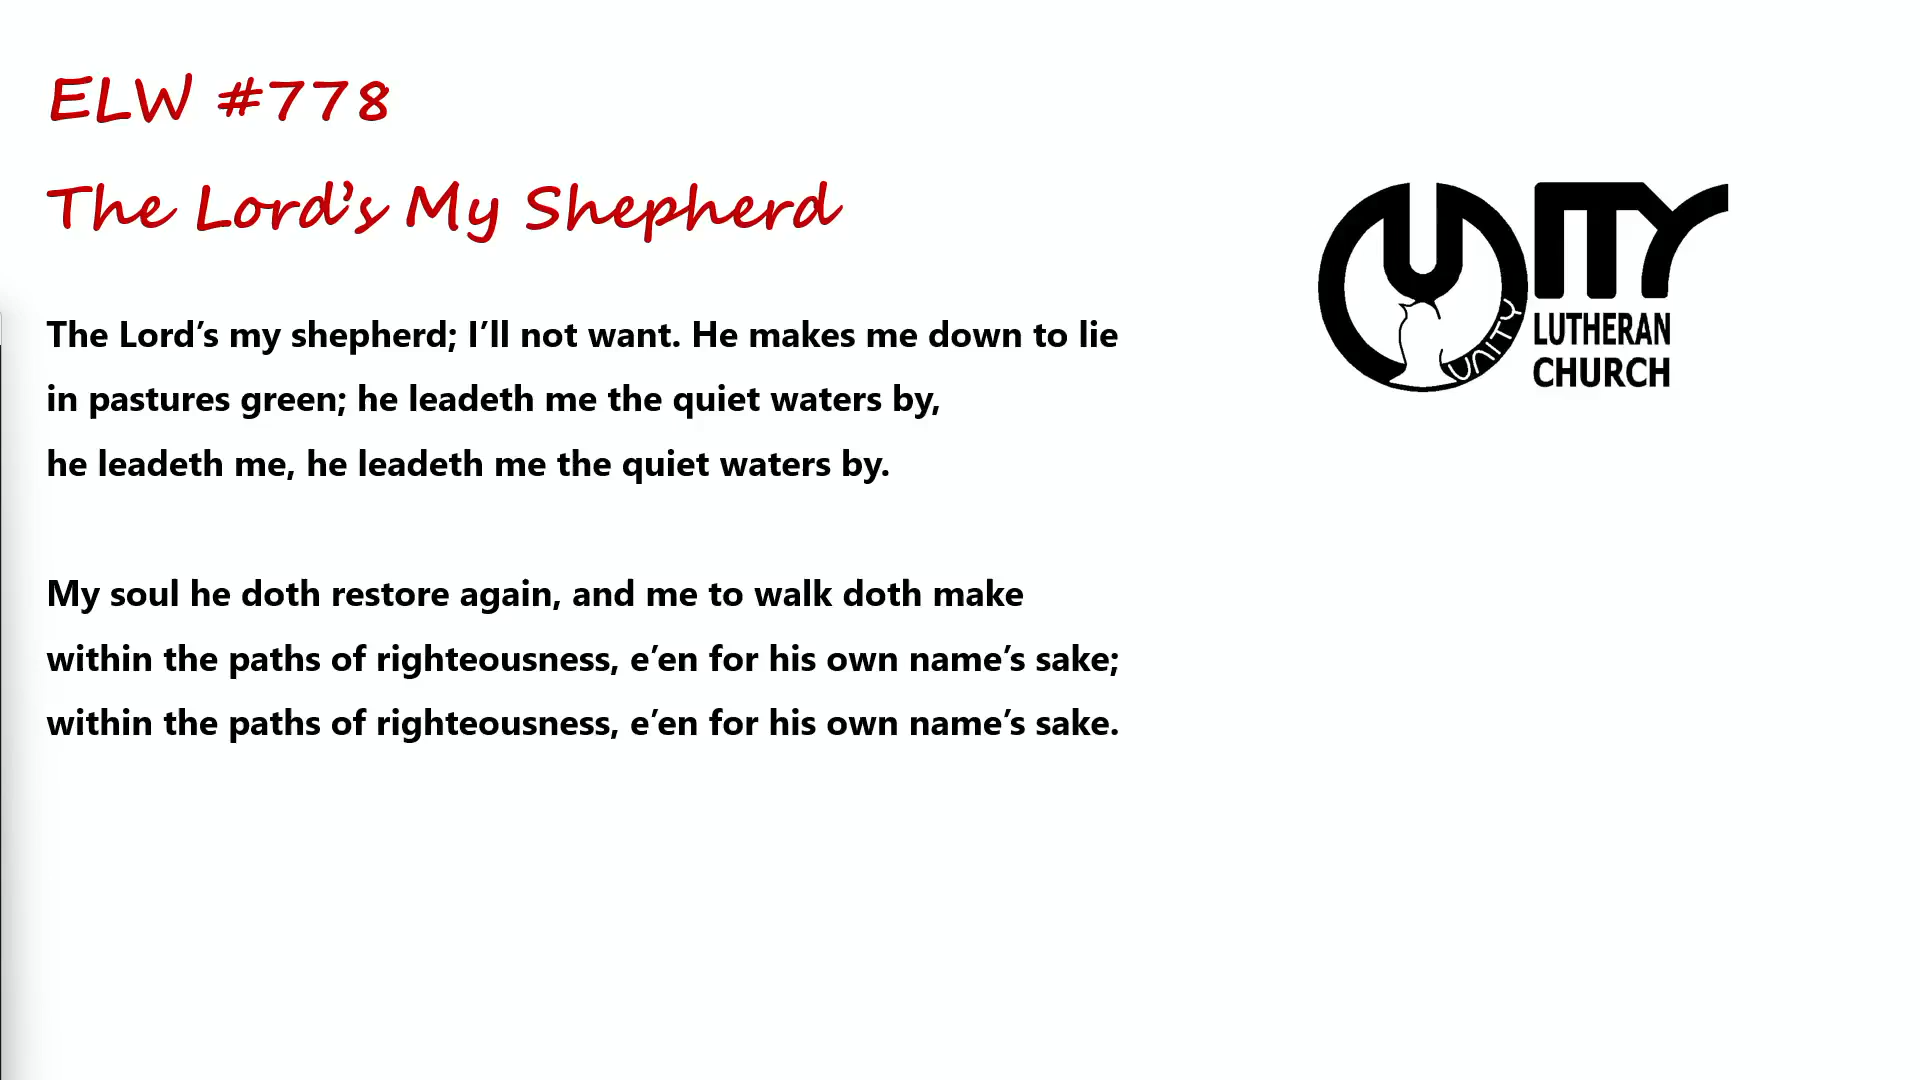 ELW #778
The Lord’s My Shepherd
The Lord’s my shepherd; I’ll not want. He makes me down to lie
in pastures green; he leadeth me the quiet waters by,
he leadeth me, he leadeth me the quiet waters by.
My soul he doth restore again, and me to walk doth make
within the paths of righteousness, e’en for his own name’s sake;
within the paths of righteousness, e’en for his own name’s sake.
UNITY
LUTHERAN
CHURCH
UNITY